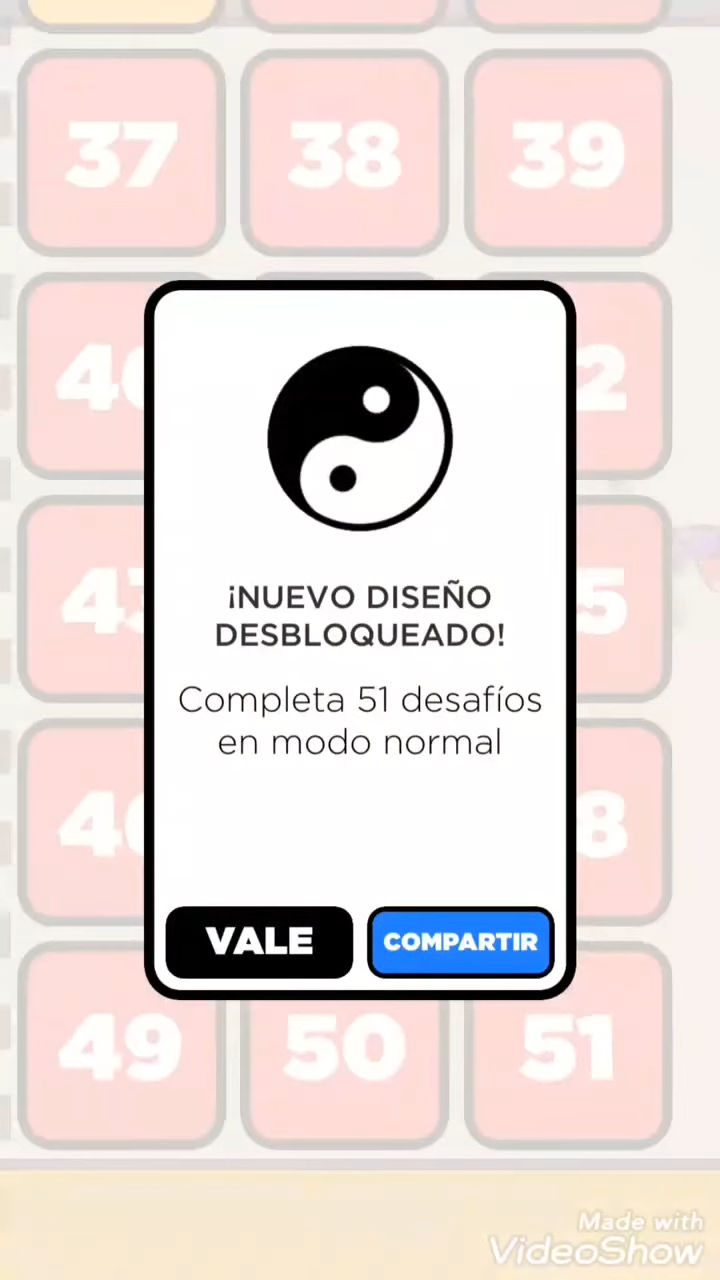 37 38 39
¡NUEVO DISEÑO
DESBLOQUEADO!
Completa 51 desafíos
en modo normal
VALE COMPARTIR
49 50 51
Made with
VideoShow